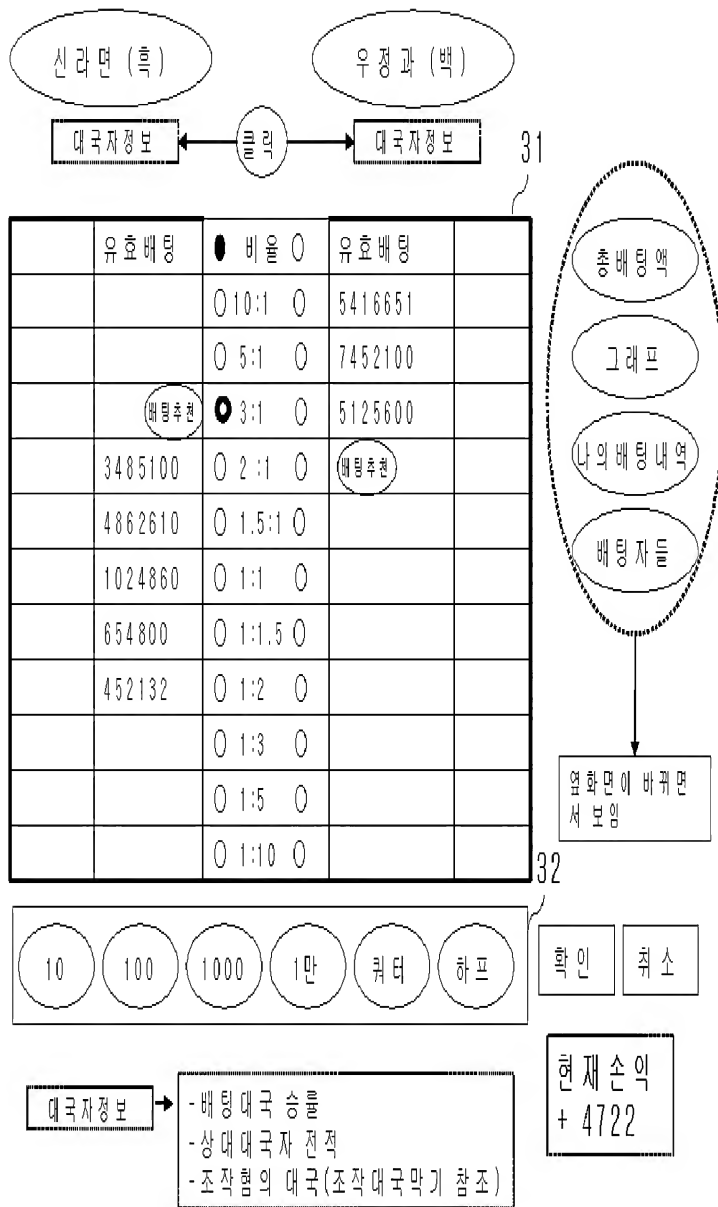 신라면 (흑) 우정과 (백)
대국자정보 클릭 대국자정보
31
유효배팅 ● 비율 ○ 유효배팅
○ 10:1 ○ 5416651
○ 5:1 ○ 7452100
배팅추천 3:1 ○ 5125600
3485100 ○ 2:1 ○ 배팅추천
4862610 ○ 1.5:1 ○
1024860 ○ 1:1 ○
654800 ○ 1:1.5 ○
452132 ○ 1:2 ○
○ 1:3 ○
○ 1:5 ○
○ 1:10 ○
총배팅액
그래프
나의배팅내역
배팅자들
옆화면이 바뀌면
서 보임
32
10 100 1000 1만 쿼터 하프 확인 취소
대국자정보
-배팅대국 승률
-상대대국자 전적
-조작혐의 대국(조작대국막기 참조)
현재손익
+ 4722